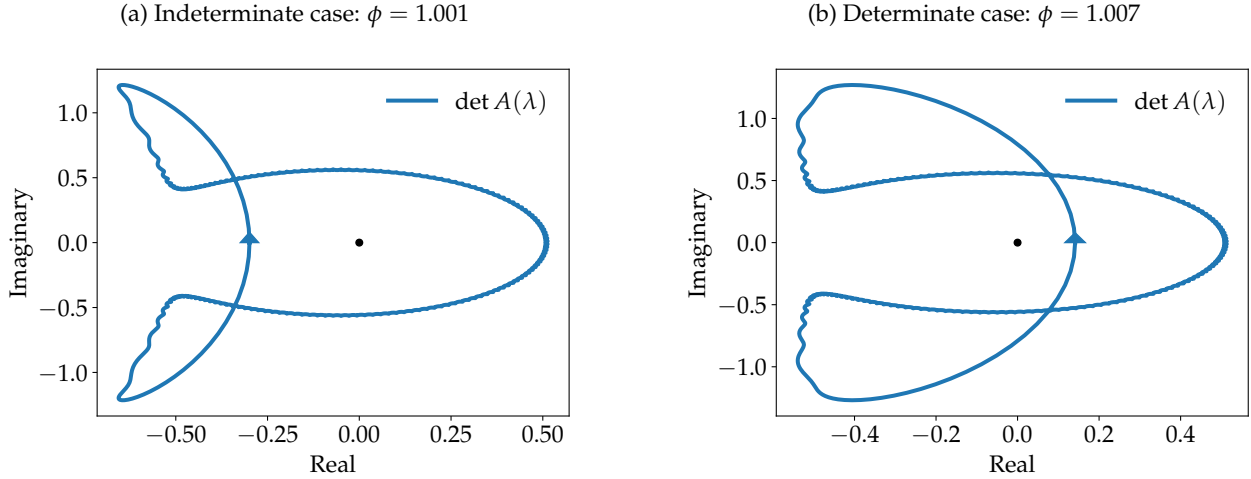 (a) Indeterminate case: ϕ = 1.001
det A(λ)
1.0
0.5
0.0
−0.5
−1.0
Imaginary
−0.50
−0.25
0.00
0.25
0.50
Real
(b) Determinate case: ϕ = 1.007
det A(λ)
1.0
0.5
0.0
−0.5
−1.0
Imaginary
−0.4
−0.2
0.0
0.2
0.4
Real